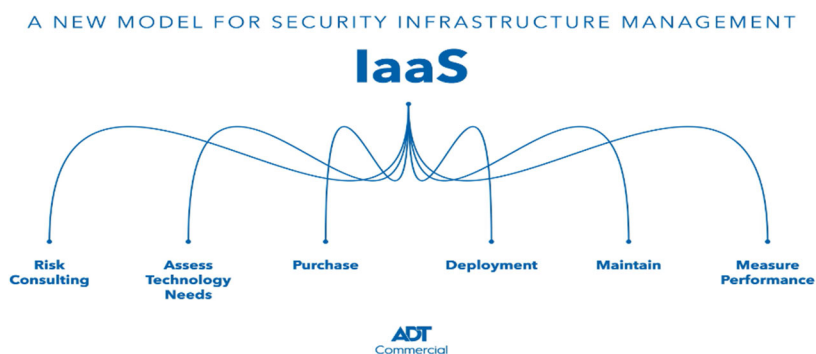 A NEW MODEL FOR SECURITY INFRASTRUCTURE MANAGEMENT
IaaS
Risk
Consulting
Assess
Technology
Needs
Purchase
Deployment
Maintain
Measure
Performance
ADT
Commercial